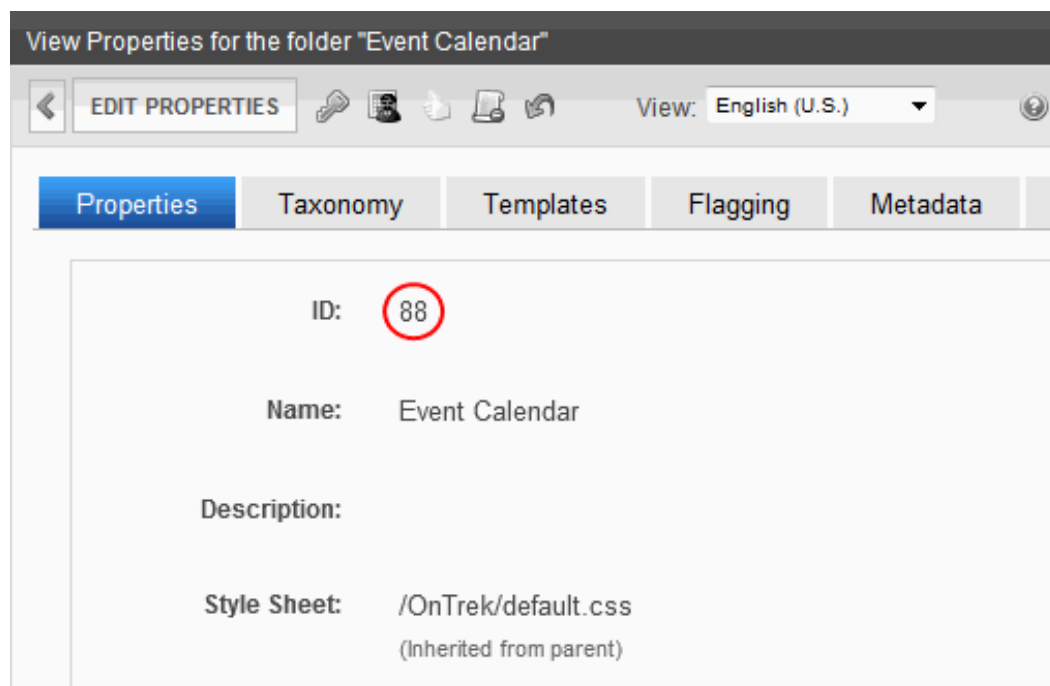 View Properties for the folder "Event Calendar"
EDIT PROPERTIES View: English (U.S.)
Properties Taxonomy Templates Flagging Metadata
ID: 88
Name: Event Calendar
Description:
Style Sheet: /OnTrek/default.css
(Inherited from parent)